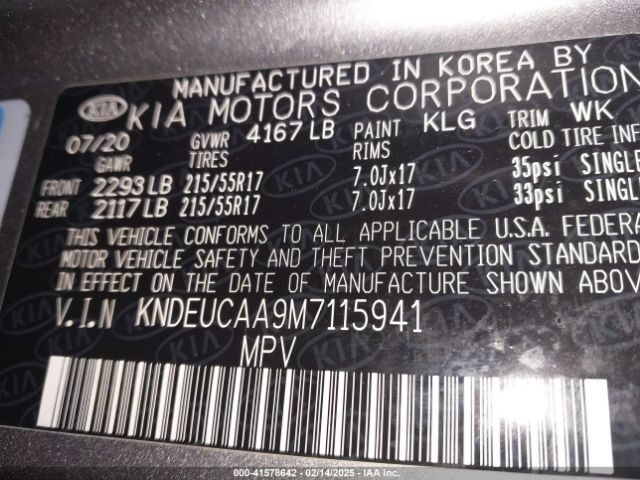 MANUFACTURED IN KOREA BY
KIA KIA MOTORS CORPORATION
07/20 GVWR 4167 LB PAINT KLG TRIM WK
GAWR TIRES RIMS COLD TIRE INF
FRONT 2293 LB 215/55R17 7.0Jx17 35psi SINGLE
REAR 2117 LB 215/55R17 7.0Jx17 33psi SINGLE
THIS VEHICLE CONFORMS TO ALL APPLICABLE U.S.A. FEDERA
MOTOR VEHICLE SAFETY AND THEFT PREVENTION STANDARD
IN EFFECT ON THE DATE OF MANUFACTURE SHOWN ABOV
V.I.N KNDEUCAA9M7115941
MPV
000-41578642 - 02/14/2025 - IAA Inc.